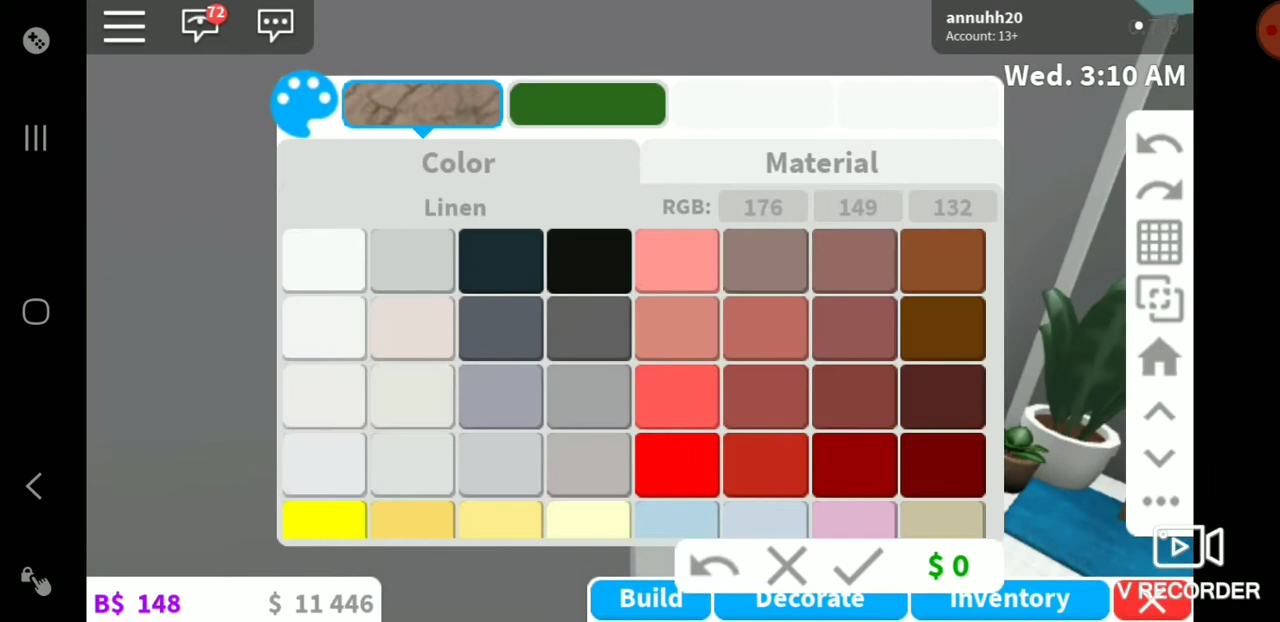 72
annuhh20
Account: 13+
Wed. 3:10 AM
Color
Material
Linen
RGB: 176 149 132
$ 0
B$ 148
$ 11 446
Build
Decorate
Inventory
V RECORDER